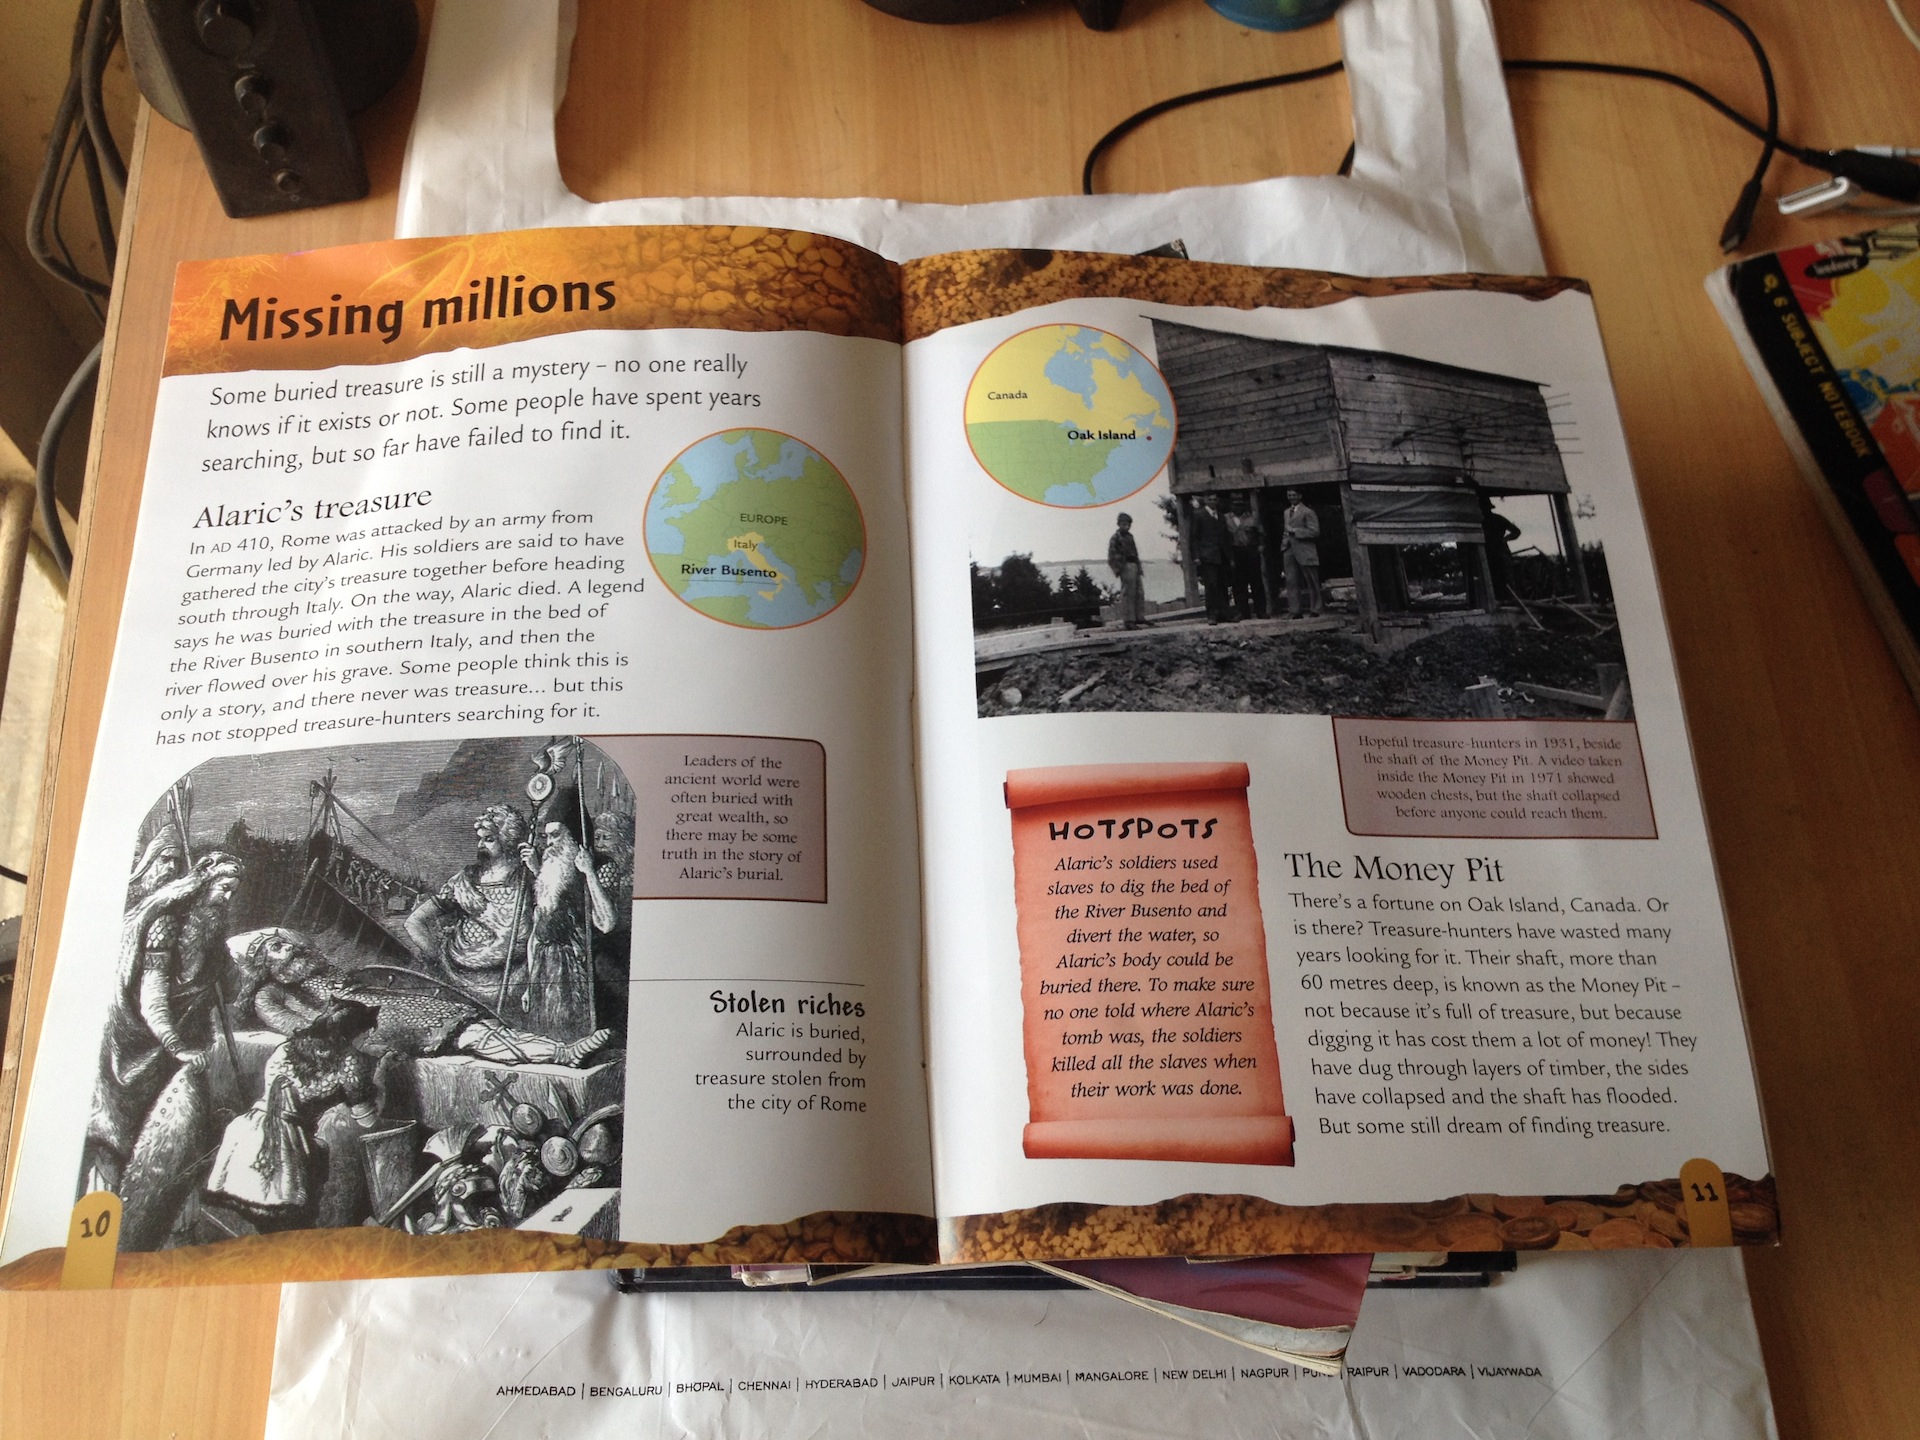 Missing millions
Some buried treasure is still a mystery – no one really
knows if it exists or not. Some people have spent years
searching, but so far have failed to find it.
Alaric's treasure
In AD 410, Rome was attacked by an army from
Germany led by Alaric. His soldiers are said to have
gathered the city's treasure together before heading
south through Italy. On the way, Alaric died. A legend
says he was buried with the treasure in the bed of
the River Busento in southern Italy, and then the
river flowed over his grave. Some people think this is
only a story, and there never was treasure... but this
has not stopped treasure-hunters searching for it.
EUROPE
Italy
River Busento
Leaders of the
ancient world were
often buried with
great wealth, so
there may be some
truth in the story of
Alaric's burial.
Stolen riches
Alaric is buried,
surrounded by
treasure stolen from
the city of Rome
10
Canada
Oak Island
Hopeful treasure-hunters in 1931, beside
the shaft of the Money Pit. A video taken
inside the Money Pit in 1971 showed
wooden chests, but the shaft collapsed
before anyone could reach them.
HOTSPOTS
Alaric's soldiers used
slaves to dig the bed of
the River Busento and
divert the water, so
Alaric's body could be
buried there. To make sure
no one told where Alaric's
tomb was, the soldiers
killed all the slaves when
their work was done.
The Money Pit
There's a fortune on Oak Island, Canada. Or
is there? Treasure-hunters have wasted many
years looking for it. Their shaft, more than
60 metres deep, is known as the Money Pit –
not because it's full of treasure, but because
digging it has cost them a lot of money! They
have dug through layers of timber, the sides
have collapsed and the shaft has flooded.
But some still dream of finding treasure.
11
6 SUBJECT NOTEBOOK
AHMEDABAD | BENGALURU | BHOPAL | CHENNAI | HYDERABAD | JAIPUR | KOLKATA | MUMBAI | MANGALORE | NEW DELHI | NAGPUR | PUNE | RAIPUR | VADODARA | VIJAYWADA